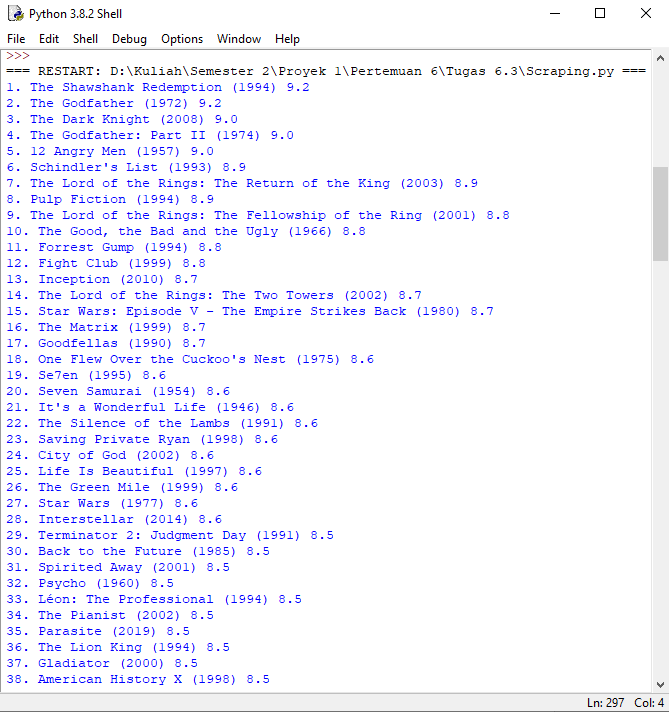 Python 3.8.2 Shell
File Edit Shell Debug Options Window Help
>>>
=== RESTART: D:\Kuliah\Semester 2\Proyek 1\Pertemuan 6\Tugas 6.3\Scraping.py ===
1. The Shawshank Redemption (1994) 9.2
2. The Godfather (1972) 9.2
3. The Dark Knight (2008) 9.0
4. The Godfather: Part II (1974) 9.0
5. 12 Angry Men (1957) 9.0
6. Schindler's List (1993) 8.9
7. The Lord of the Rings: The Return of the King (2003) 8.9
8. Pulp Fiction (1994) 8.9
9. The Lord of the Rings: The Fellowship of the Ring (2001) 8.8
10. The Good, the Bad and the Ugly (1966) 8.8
11. Forrest Gump (1994) 8.8
12. Fight Club (1999) 8.8
13. Inception (2010) 8.7
14. The Lord of the Rings: The Two Towers (2002) 8.7
15. Star Wars: Episode V - The Empire Strikes Back (1980) 8.7
16. The Matrix (1999) 8.7
17. Goodfellas (1990) 8.7
18. One Flew Over the Cuckoo's Nest (1975) 8.6
19. Se7en (1995) 8.6
20. Seven Samurai (1954) 8.6
21. It's a Wonderful Life (1946) 8.6
22. The Silence of the Lambs (1991) 8.6
23. Saving Private Ryan (1998) 8.6
24. City of God (2002) 8.6
25. Life Is Beautiful (1997) 8.6
26. The Green Mile (1999) 8.6
27. Star Wars (1977) 8.6
28. Interstellar (2014) 8.6
29. Terminator 2: Judgment Day (1991) 8.5
30. Back to the Future (1985) 8.5
31. Spirited Away (2001) 8.5
32. Psycho (1960) 8.5
33. Léon: The Professional (1994) 8.5
34. The Pianist (2002) 8.5
35. Parasite (2019) 8.5
36. The Lion King (1994) 8.5
37. Gladiator (2000) 8.5
38. American History X (1998) 8.5
Ln: 297 Col: 4